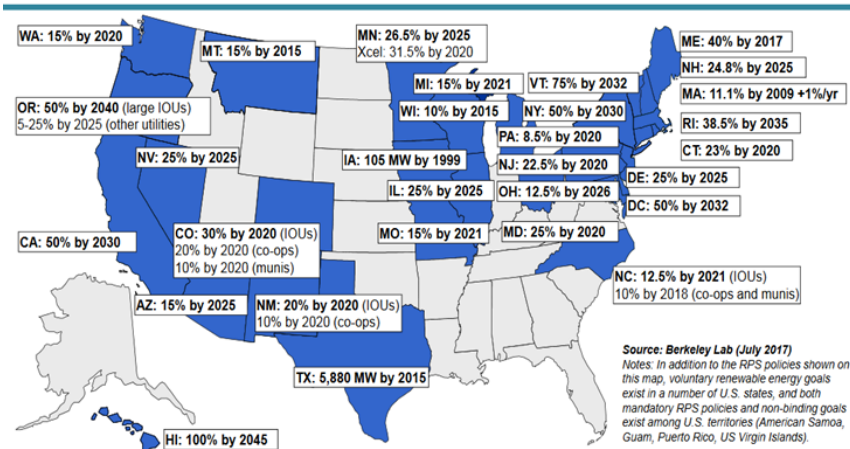 WA: 15% by 2020
MT: 15% by 2015
MN: 26.5% by 2025
Xcel: 31.5% by 2020
ME: 40% by 2017
NH: 24.8% by 2025
MI: 15% by 2021
VT: 75% by 2032
MA: 11.1% by 2009 +1%/yr
OR: 50% by 2040 (large IOUs)
5-25% by 2025 (other utilities)
WI: 10% by 2015
NY: 50% by 2030
RI: 38.5% by 2035
PA: 8.5% by 2020
CT: 23% by 2020
NV: 25% by 2025
IA: 105 MW by 1999
NJ: 22.5% by 2020
DE: 25% by 2025
IL: 25% by 2025
OH: 12.5% by 2026
DC: 50% by 2032
CA: 50% by 2030
CO: 30% by 2020 (IOUs)
20% by 2020 (co-ops)
10% by 2020 (munis)
MO: 15% by 2021
MD: 25% by 2020
NC: 12.5% by 2021 (IOUs)
10% by 2018 (co-ops and munis)
AZ: 15% by 2025
NM: 20% by 2020 (IOUs)
10% by 2020 (co-ops)
TX: 5,880 MW by 2015
HI: 100% by 2045
Source: Berkeley Lab (July 2017)
Notes: In addition to the RPS policies shown on
this map, voluntary renewable energy goals
exist in a number of U.S. states, and both
mandatory RPS policies and non-binding goals
exist among U.S. territories (American Samoa,
Guam, Puerto Rico, US Virgin Islands).